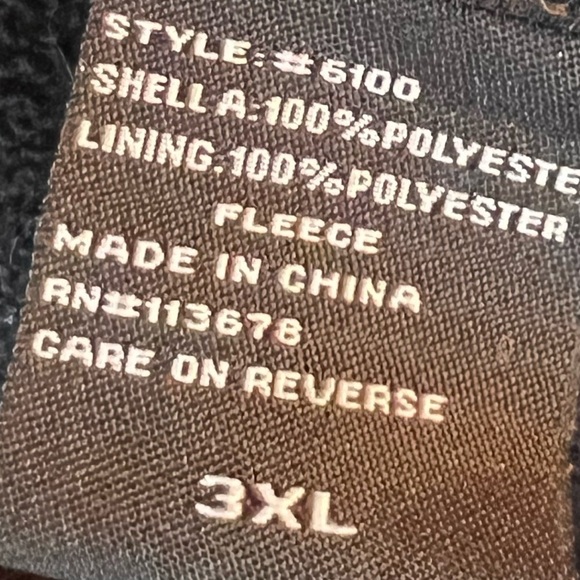 STYLE:#6100
SHELL A:100%POLYESTE
LINING:100%POLYESTER
FLEECE
MADE IN CHINA
RN#113676
CARE ON REVERSE
3XL